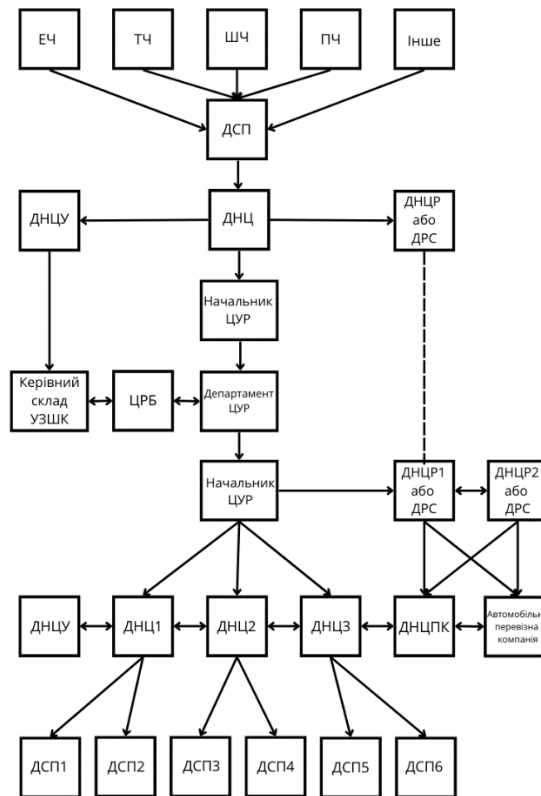 ЕЧ
ТЧ
ШЧ
ПЧ
Інше
ДСП
ДНЦУ
ДНЦ
ДНЦР
або
ДРС
Начальник
ЦУР
Керівний
склад
УЗШК
ЦРБ
Департамент
ЦУР
Начальник
ЦУР
ДНЦР1
або
ДРС
ДНЦР2
або
ДРС
ДНЦУ
ДНЦ1
ДНЦ2
ДНЦ3
ДНЦПК
перевізна
компанія
ДСП1
ДСП2
ДСП3
ДСП4
ДСП5
ДСП6